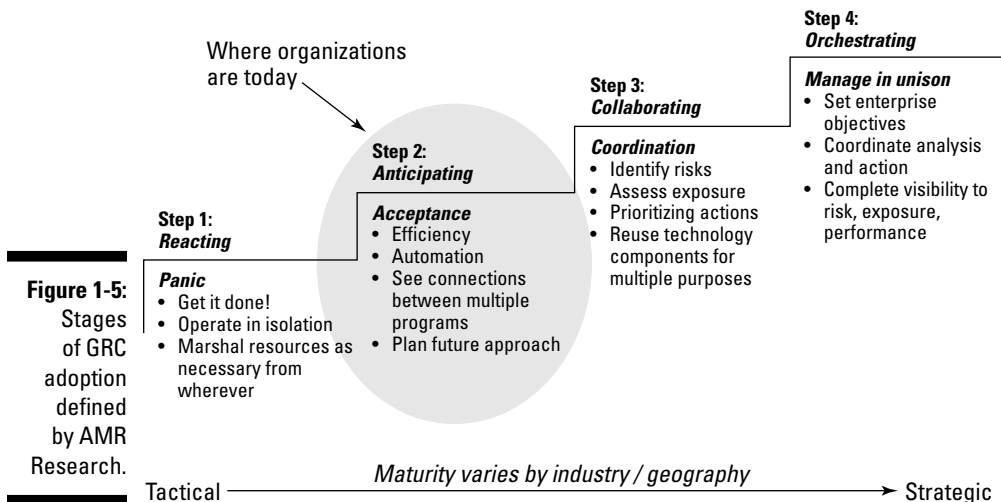 Where organizations
are today
Step 1:
Reacting
Panic
• Get it done!
• Operate in isolation
• Marshal resources as
necessary from
wherever
Step 2:
Anticipating
Acceptance
• Efficiency
• Automation
• See connections
between multiple
programs
• Plan future approach
Step 3:
Collaborating
Coordination
• Identify risks
• Assess exposure
• Prioritizing actions
• Reuse technology
components for
multiple purposes
Step 4:
Orchestrating
Manage in unison
• Set enterprise
objectives
• Coordinate analysis
and action
• Complete visibility to
risk, exposure,
performance
Figure 1-5:
Stages
of GRC
adoption
defined
by AMR
Research.
Maturity varies by industry / geography
Tactical
Strategic